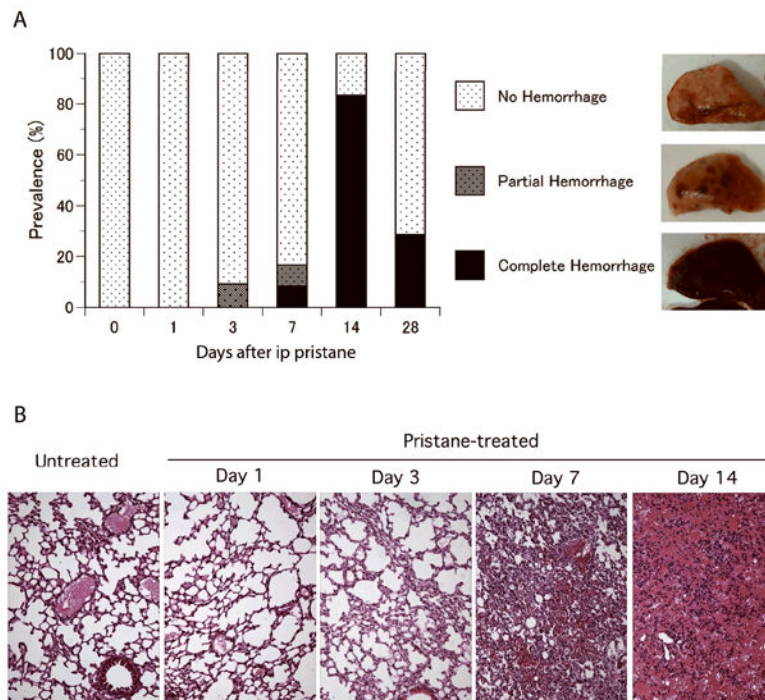 A
100
80
60
40
20
0
Prevalence (%)
0 1 3 7 14 28
Days after ip pristane
No Hemorrhage
Partial Hemorrhage
Complete Hemorrhage
B
Pristane-treated
Untreated
Day 1 Day 3 Day 7 Day 14